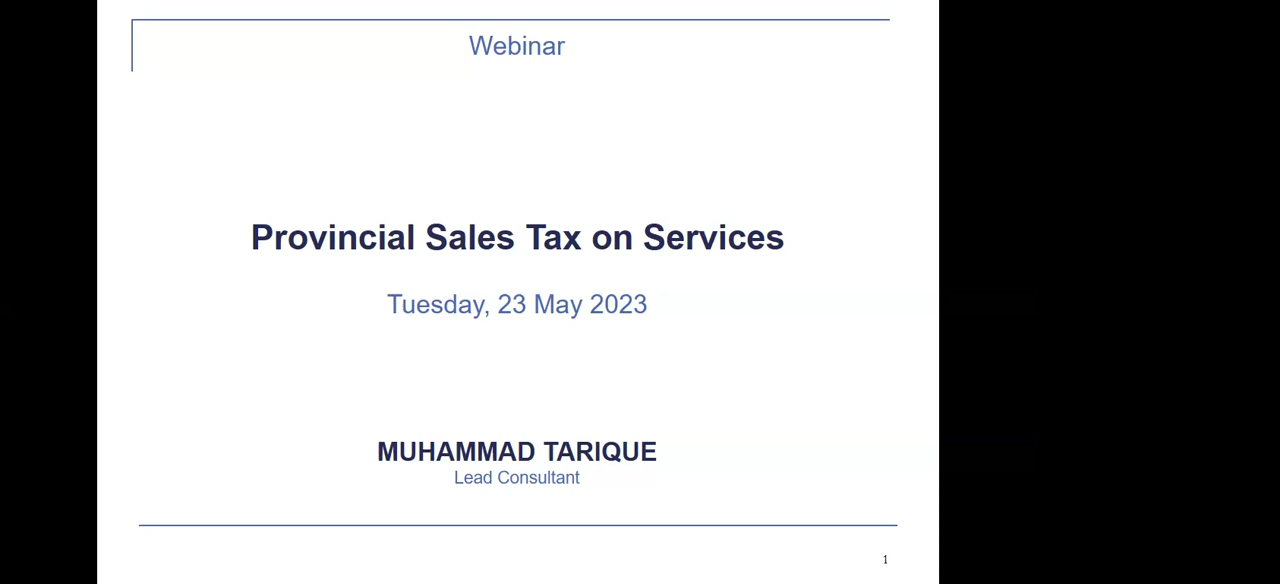 Webinar
Provincial Sales Tax on Services
Tuesday, 23 May 2023
MUHAMMAD TARIQUE
Lead Consultant
1